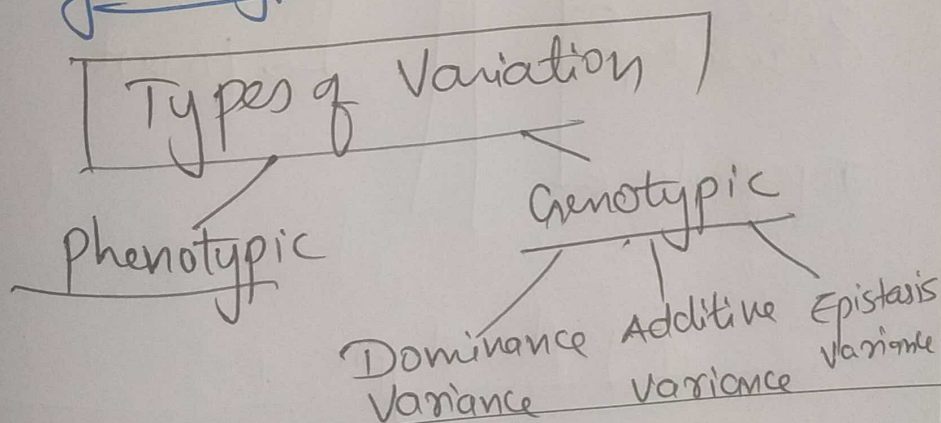 Types of Variation
Phenotypic
Genotypic
Dominance
Variance
Additive
Variance
Epistasis
Variance